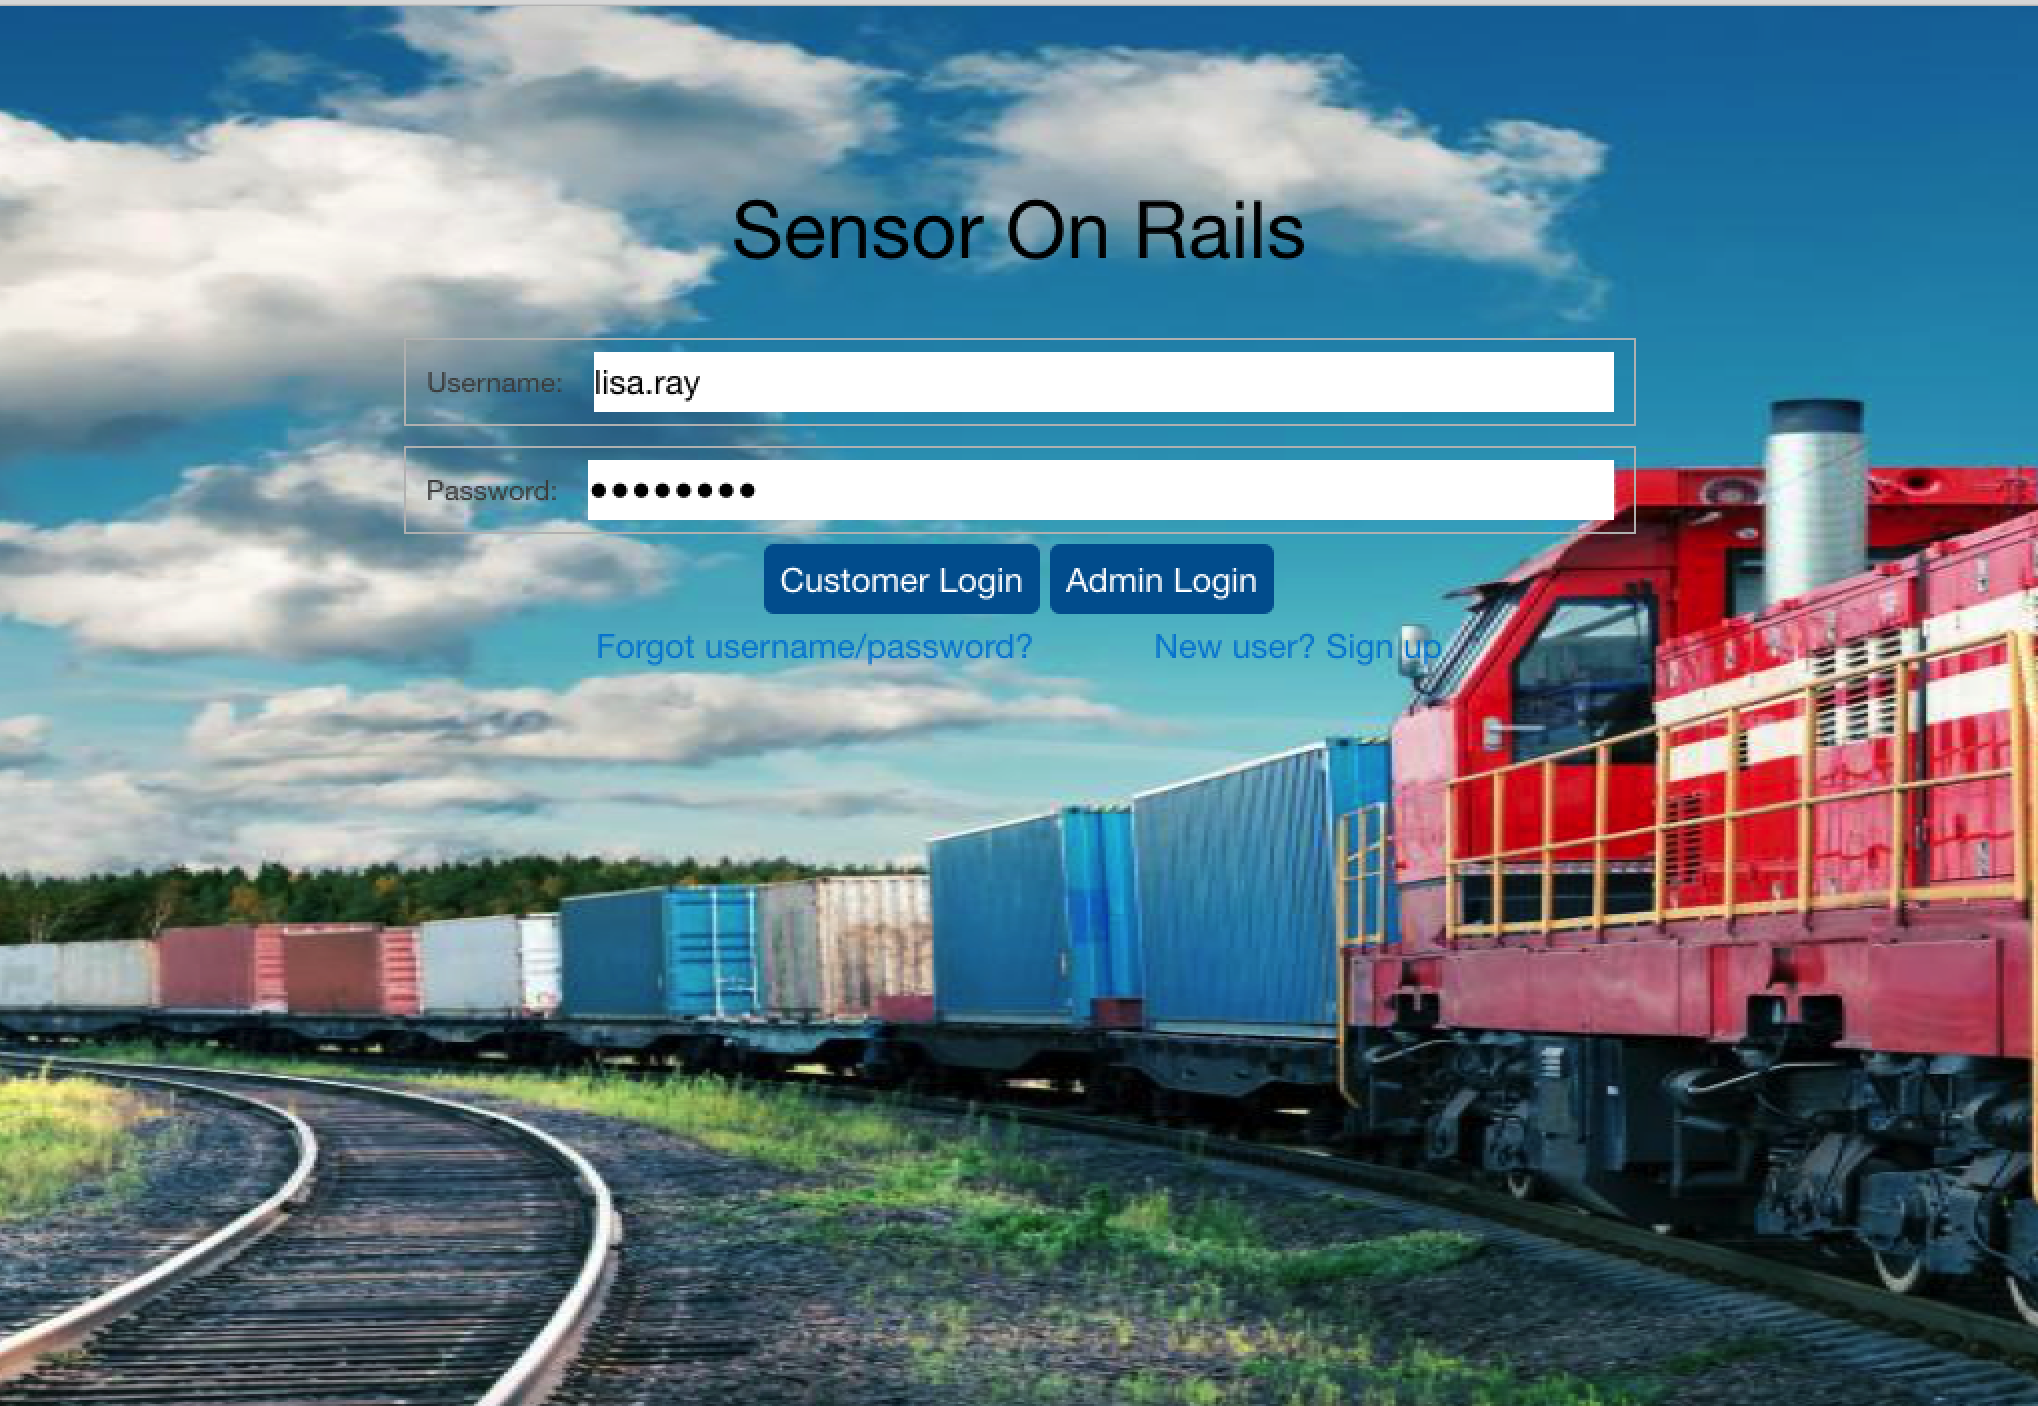 Sensor On Rails
Username: lisa.ray
Password: ●●●●●●●●
Customer Login Admin Login
Forgot username/password? New user? Sign up